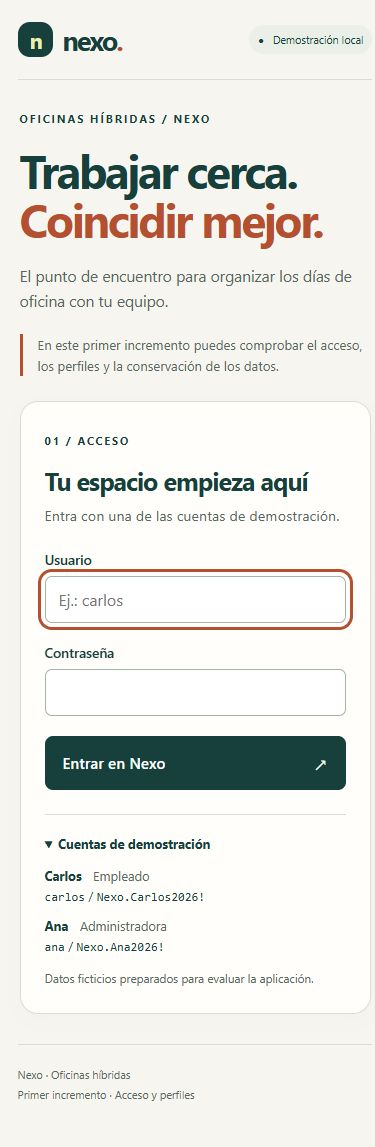 n nexo.
Demostración local
OFICINAS HÍBRIDAS / NEXO
Trabajar cerca.
Coincidir mejor.
El punto de encuentro para organizar los días de
oficina con tu equipo.
En este primer incremento puedes comprobar el acceso,
los perfiles y la conservación de los datos.
01 / ACCESO
Tu espacio empieza aquí
Entra con una de las cuentas de demostración.
Usuario
Ej.: carlos
Contraseña
Entrar en Nexo ↗
▼ Cuentas de demostración
Carlos Empleado
carlos / Nexo.Carlos2026!
Ana Administradora
ana / Nexo.Ana2026!
Datos ficticios preparados para evaluar la aplicación.
Nexo · Oficinas híbridas
Primer incremento · Acceso y perfiles